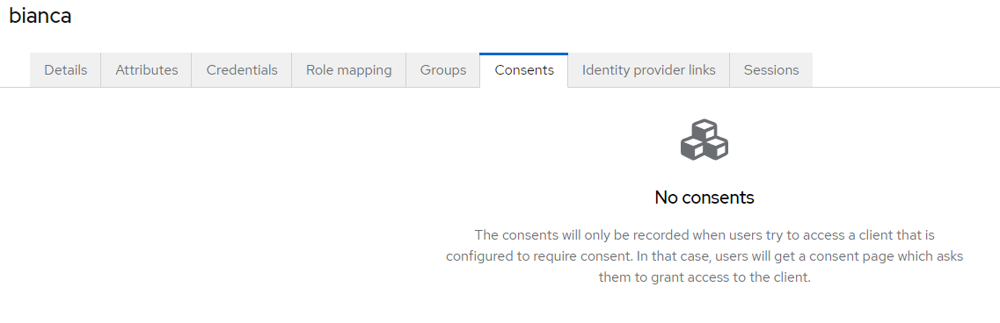 bianca
Details
Attributes
Credentials
Role mapping
Groups
Consents
Identity provider links
Sessions
No consents
The consents will only be recorded when users try to access a client that is
configured to require consent. In that case, users will get a consent page which asks
them to grant access to the client.